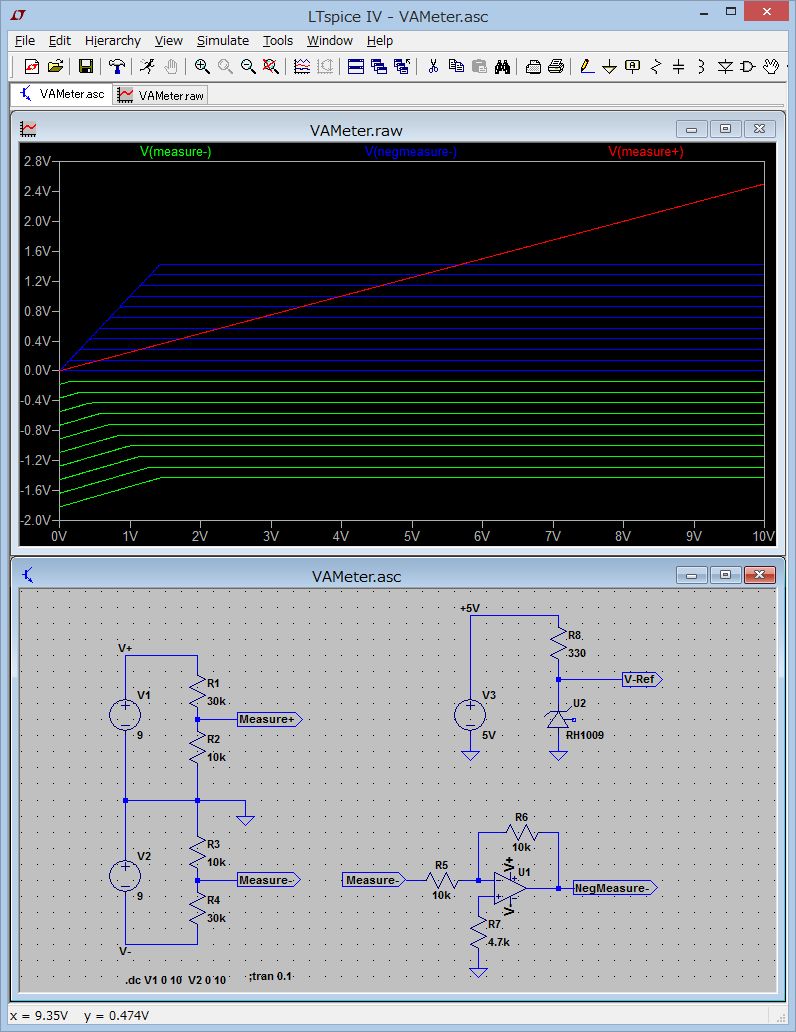 LTspice IV - VAMeter.asc
File Edit Hierarchy View Simulate Tools Window Help
VAMeter.asc VAMeter.raw
VAMeter.raw
V(measure-) V(negmeasure-) V(measure+)
2.8V
2.4V
2.0V
1.6V
1.2V
0.8V
0.4V
0.0V
-0.4V
-0.8V
-1.2V
-1.6V
-2.0V
0V 1V 2V 3V 4V 5V 6V 7V 8V 9V 10V
VAMeter.asc
V+
V1
9
R1
30k
Measure+
R2
10k
V2
9
R3
10k
Measure-
R4
30k
V-
.dc V1 0 10 V2 0 10
;tran 0.1
+5V
V3
5V
R8
330
V-Ref
U2
RH1009
Measure-
R5
10k
R6
10k
V+
U1
V-
R7
4.7k
NegMeasure-
x = 9.35V y = 0.474V